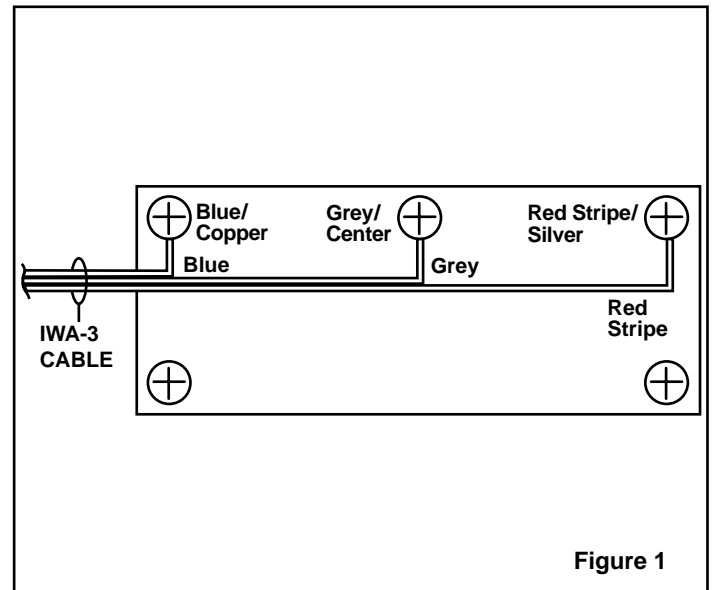 Blue/
Copper
Grey/
Center
Red Stripe/
Silver
Blue
Grey
Red
Stripe
IWA-3
CABLE
Figure 1